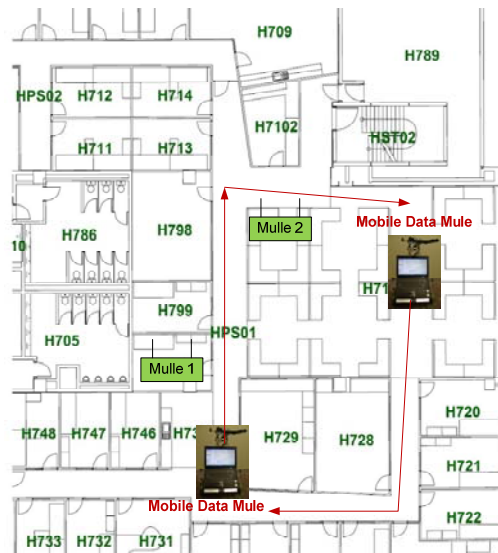 H709
H789
HPS02
H712
H714
H7102
HST02
H711
H713
H786
H798
Mobile Data Mule
Mulle 2
10
H71
H799
HPS01
H705
Mulle 1
H720
H748
H747
H746
H73
H729
H728
H721
Mobile Data Mule
H722
H733
H732
H731